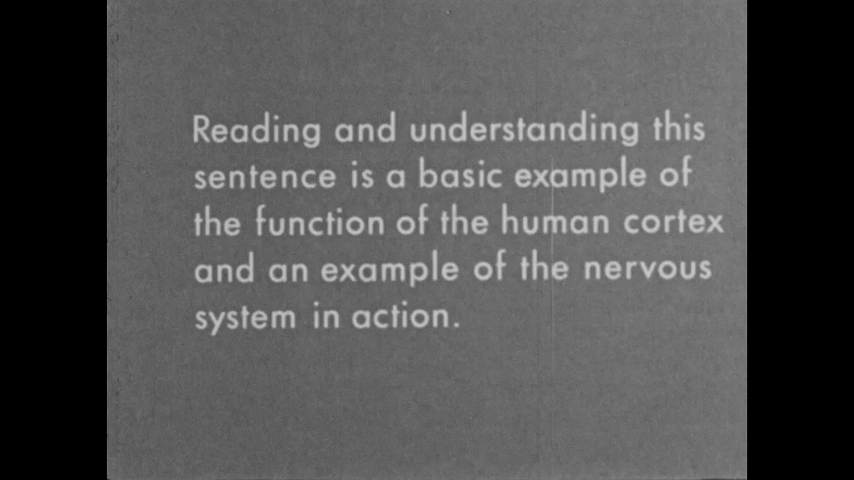 Reading and understanding this
sentence is a basic example of
the function of the human cortex
and an example of the nervous
system in action.